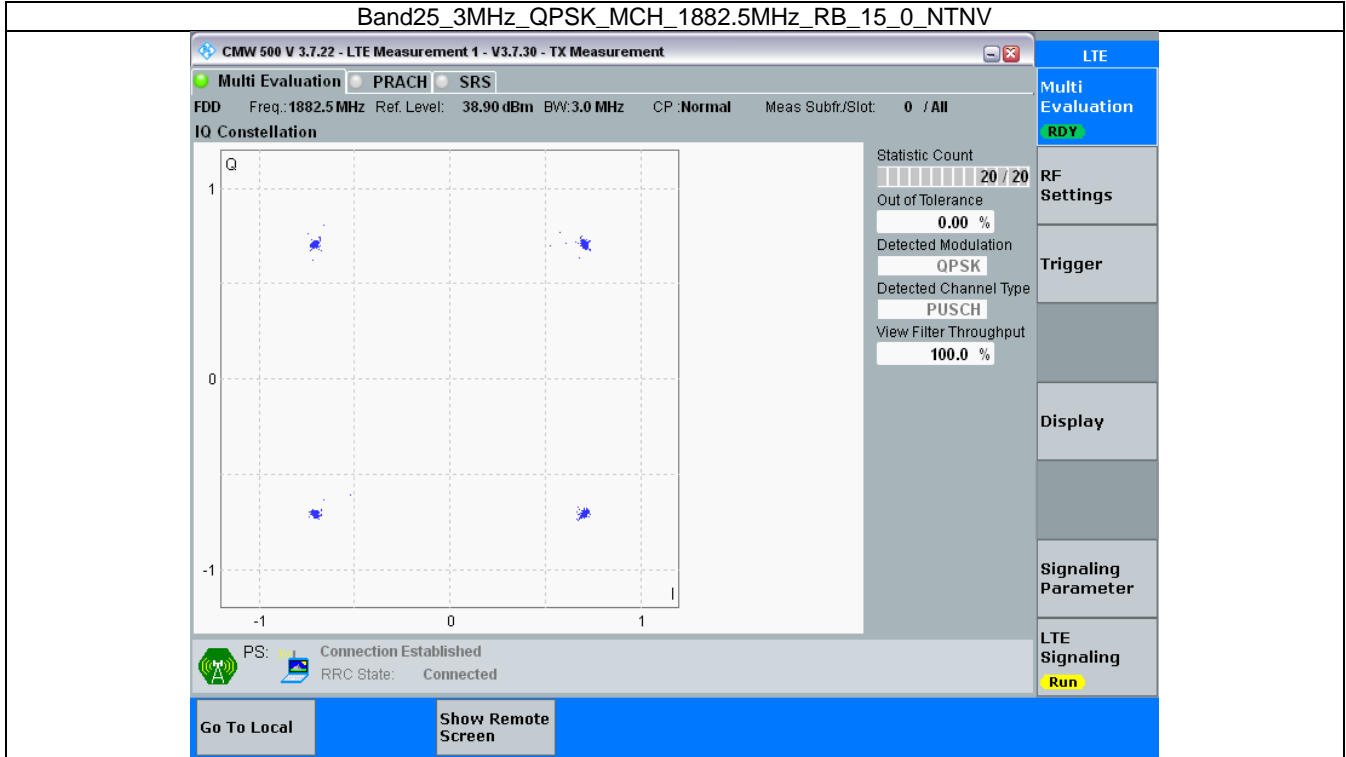 Band25_3MHz_QPSK_MCH_1882.5MHz_RB_15_0_NTNV
CMW 500 V 3.7.22 - LTE Measurement 1 - V3.7.30 - TX Measurement
LTE
Multi Evaluation PRACH SRS
FDD Freq.: 1882.5 MHz Ref. Level: 38.90 dBm BW: 3.0 MHz CP : Normal Meas Subfr./Slot: 0 / All
Multi
Evaluation
RDY
IQ Constellation
Q
1
0
-1
-1 0 1
I
Statistic Count
20 / 20
Out of Tolerance
0.00 %
Detected Modulation
QPSK
Detected Channel Type
PUSCH
View Filter Throughput
100.0 %
RF
Settings
Trigger
Display
Signaling
Parameter
LTE
Signaling
Run
PS: Connection Established
RRC State: Connected
Go To Local
Show Remote
Screen